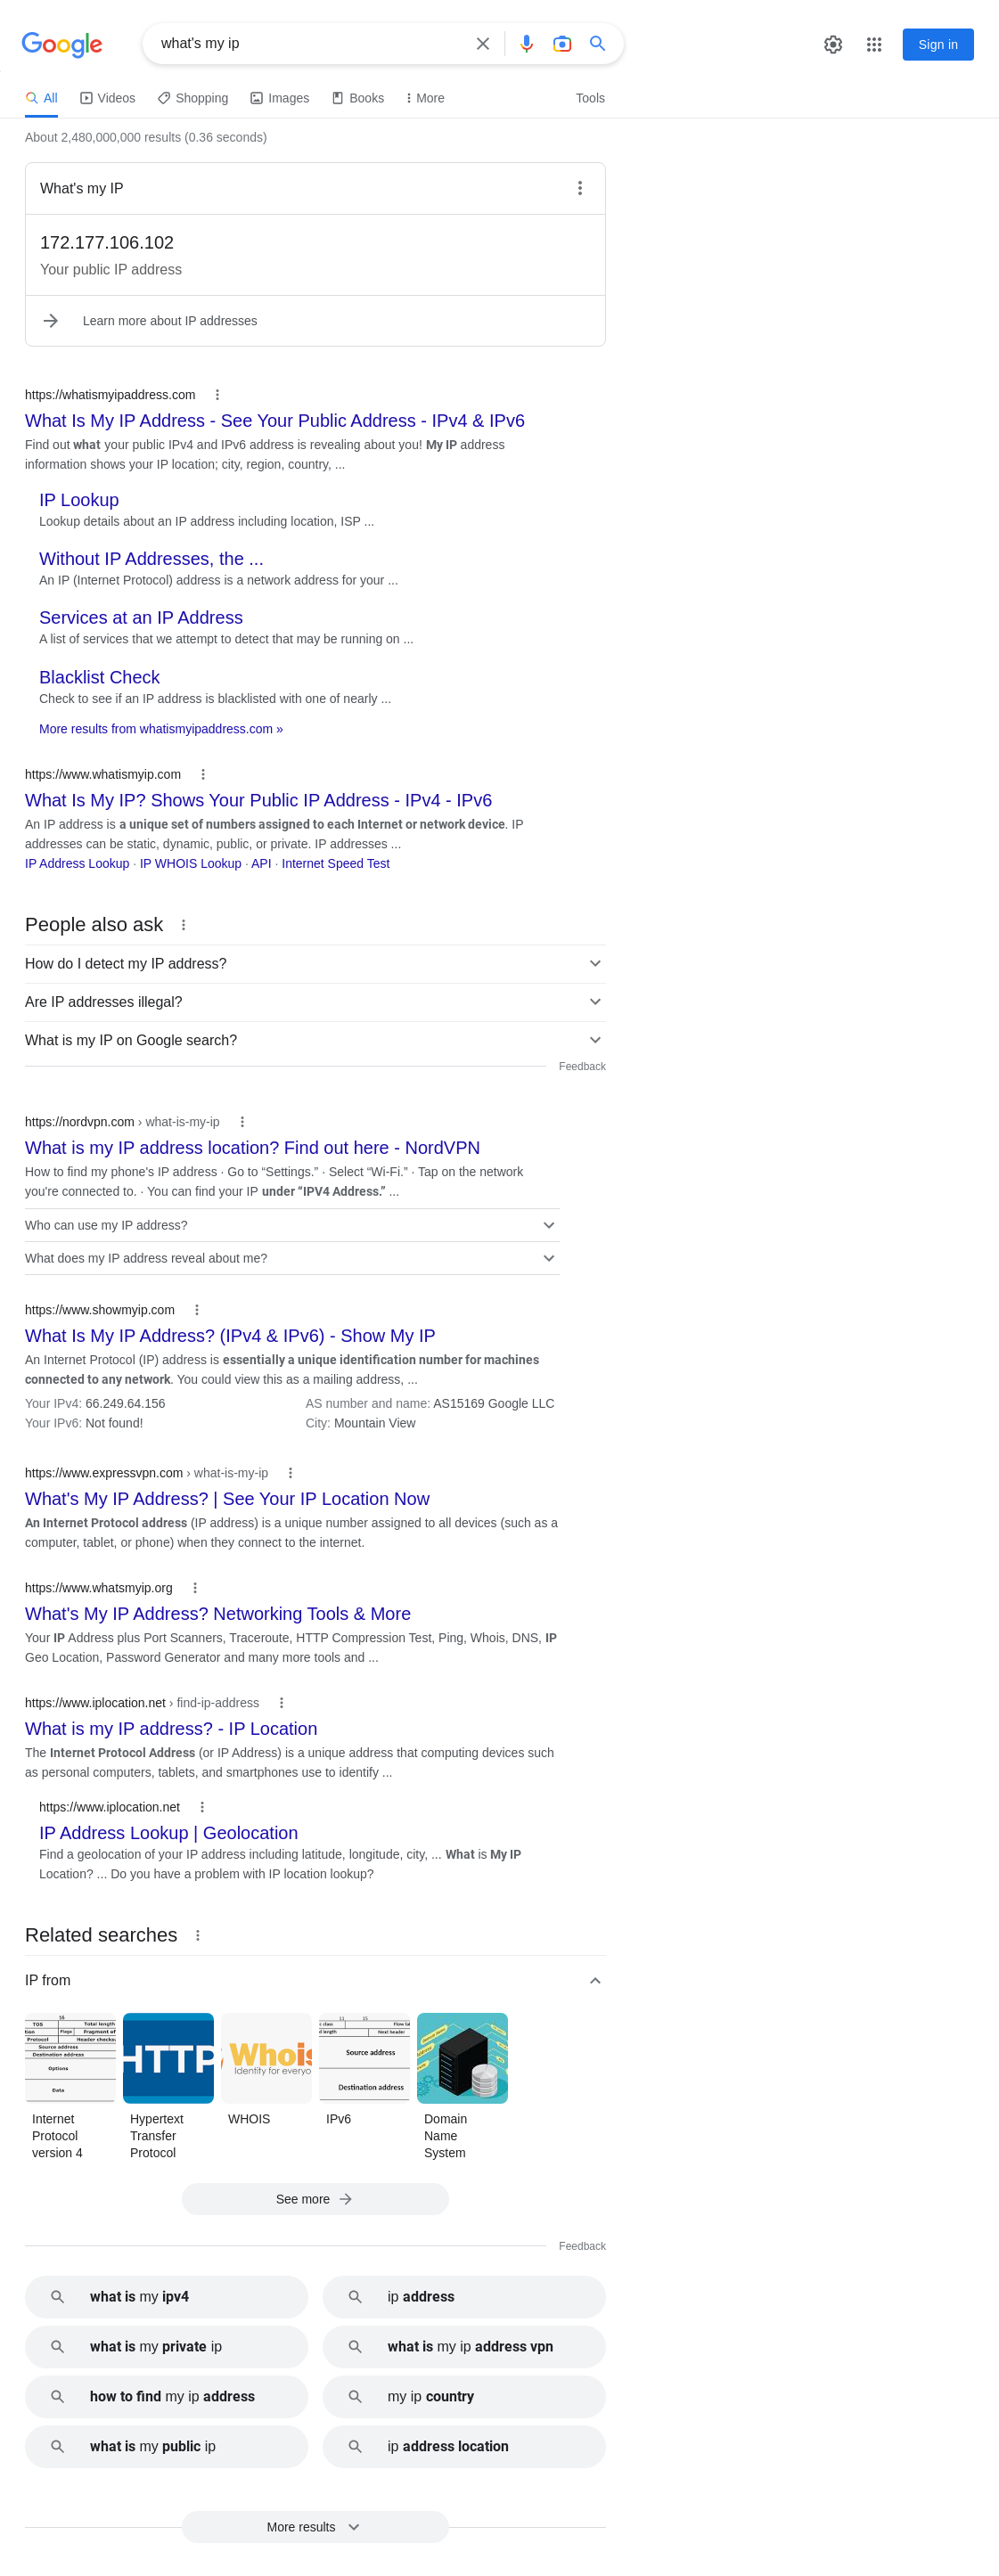 Google
what's my ip
Sign in
All
Videos
Shopping
Images
Books
More
Tools
About 2,480,000,000 results (0.36 seconds)
What's my IP
172.177.106.102
Your public IP address
Learn more about IP addresses
https://whatismyipaddress.com
What Is My IP Address - See Your Public Address - IPv4 & IPv6
Find out what your public IPv4 and IPv6 address is revealing about you! My IP address
information shows your IP location; city, region, country, ...
IP Lookup
Lookup details about an IP address including location, ISP ...
Without IP Addresses, the ...
An IP (Internet Protocol) address is a network address for your ...
Services at an IP Address
A list of services that we attempt to detect that may be running on ...
Blacklist Check
Check to see if an IP address is blacklisted with one of nearly ...
More results from whatismyipaddress.com »
https://www.whatismyip.com
What Is My IP? Shows Your Public IP Address - IPv4 - IPv6
An IP address is a unique set of numbers assigned to each Internet or network device. IP
addresses can be static, dynamic, public, or private. IP addresses ...
IP Address Lookup · IP WHOIS Lookup · API · Internet Speed Test
People also ask
How do I detect my IP address?
Are IP addresses illegal?
What is my IP on Google search?
Feedback
https://nordvpn.com › what-is-my-ip
What is my IP address location? Find out here - NordVPN
How to find my phone's IP address · Go to “Settings.” · Select “Wi-Fi.” · Tap on the network
you're connected to. · You can find your IP under “IPV4 Address.” ...
Who can use my IP address?
What does my IP address reveal about me?
https://www.showmyip.com
What Is My IP Address? (IPv4 & IPv6) - Show My IP
An Internet Protocol (IP) address is essentially a unique identification number for machines
connected to any network. You could view this as a mailing address, ...
Your IPv4: 66.249.64.156
AS number and name: AS15169 Google LLC
Your IPv6: Not found!
City: Mountain View
https://www.expressvpn.com › what-is-my-ip
What's My IP Address? | See Your IP Location Now
An Internet Protocol address (IP address) is a unique number assigned to all devices (such as a
computer, tablet, or phone) when they connect to the internet.
https://www.whatsmyip.org
What's My IP Address? Networking Tools & More
Your IP Address plus Port Scanners, Traceroute, HTTP Compression Test, Ping, Whois, DNS, IP
Geo Location, Password Generator and many more tools and ...
https://www.iplocation.net › find-ip-address
What is my IP address? - IP Location
The Internet Protocol Address (or IP Address) is a unique address that computing devices such
as personal computers, tablets, and smartphones use to identify ...
https://www.iplocation.net
IP Address Lookup | Geolocation
Find a geolocation of your IP address including latitude, longitude, city, ... What is My IP
Location? ... Do you have a problem with IP location lookup?
Related searches
IP from
16
TOS Total length
tion Flags Fragment of
Protocol Header checks
Source address
Destination address
Options
Data
HTTP
Whois
Identity for everyo
11 15
class Flow la
d length Next header
Source address
Destination address
Internet
Protocol
version 4
Hypertext
Transfer
Protocol
WHOIS
IPv6
Domain
Name
System
See more
Feedback
what is my ipv4
ip address
what is my private ip
what is my ip address vpn
how to find my ip address
my ip country
what is my public ip
ip address location
More results